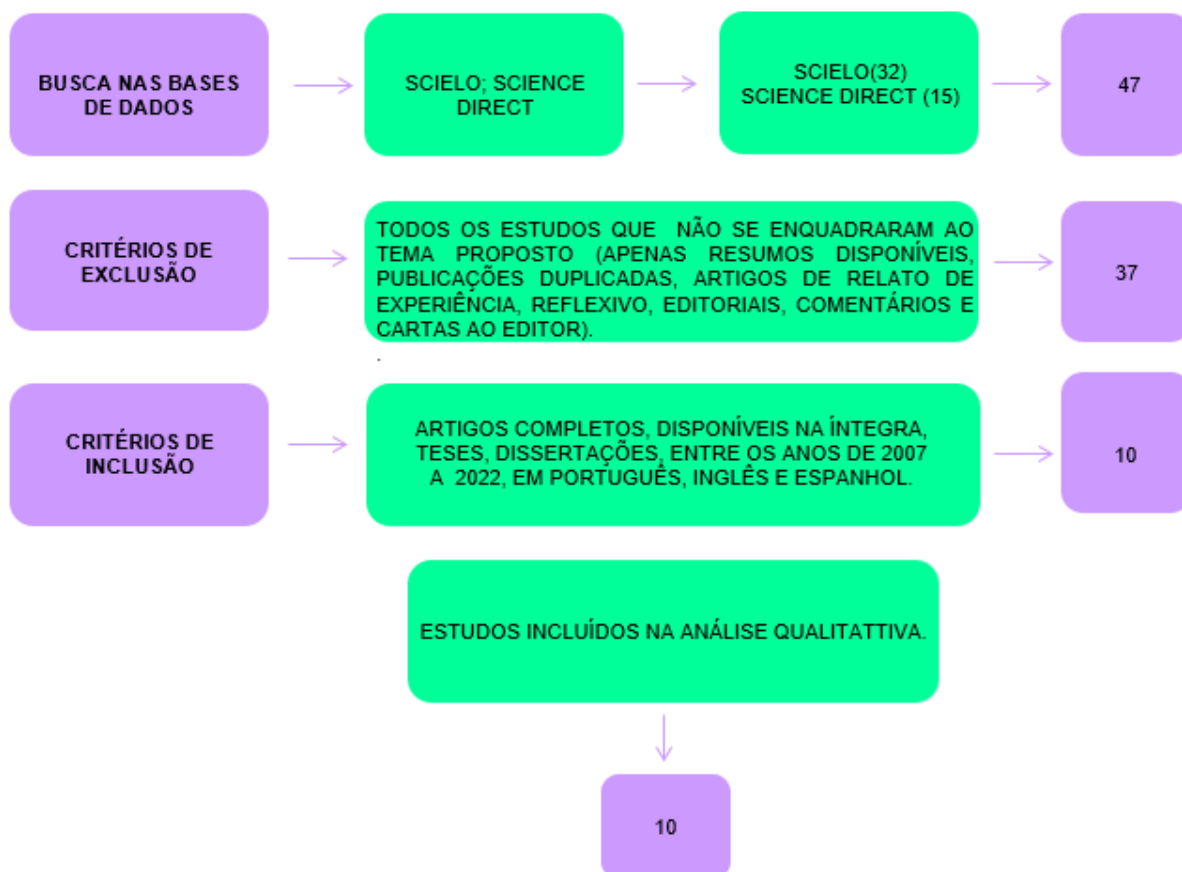 BUSCA NAS BASES
DE DADOS
SCIELO; SCIENCE
DIRECT
SCIELO(32)
SCIENCE DIRECT (15)
47
CRITÉRIOS DE
EXCLUSÃO
TODOS OS ESTUDOS QUE NÃO SE ENQUADRARAM AO
TEMA PROPOSTO (APENAS RESUMOS DISPONÍVEIS,
PUBLICAÇÕES DUPLICADAS, ARTIGOS DE RELATO DE
EXPERIÊNCIA, REFLEXIVO, EDITORIAIS, COMENTÁRIOS E
CARTAS AO EDITOR).
.
37
CRITÉRIOS DE
INCLUSÃO
ARTIGOS COMPLETOS, DISPONÍVEIS NA ÍNTEGRA,
TESES, DISSERTAÇÕES, ENTRE OS ANOS DE 2007
A 2022, EM PORTUGUÊS, INGLÊS E ESPANHOL.
10
ESTUDOS INCLUÍDOS NA ANÁLISE QUALITATTIVA.
10